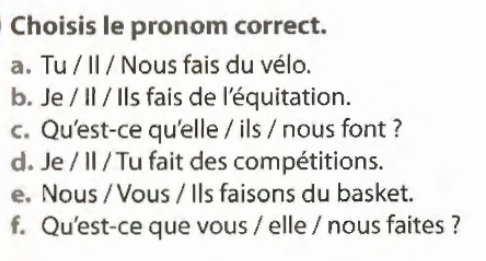 Choisis le pronom correct.
a. Tu / Il / Nous fais du vélo.
b. Je / Il / Ils fais de l'équitation.
c. Qu'est-ce qu'elle / ils / nous font ?
d. Je / Il / Tu fait des compétitions.
e. Nous / Vous / Ils faisons du basket.
f. Qu'est-ce que vous / elle / nous faites ?